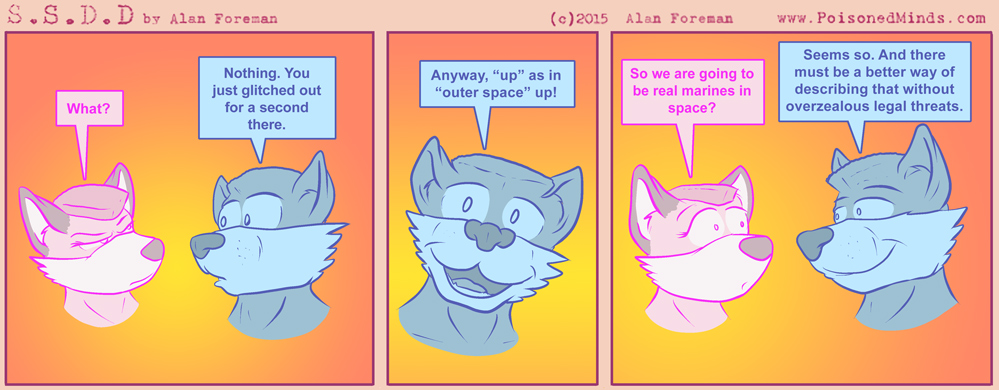 S.S.D.D by Alan Foreman (c)2015 Alan Foreman www.PoisonedMinds.com
What?
Nothing. You
just glitched out
for a second
there.
Anyway, “up” as in
“outer space” up!
So we are going to
be real marines in
space?
Seems so. And there
must be a better way of
describing that without
overzealous legal threats.